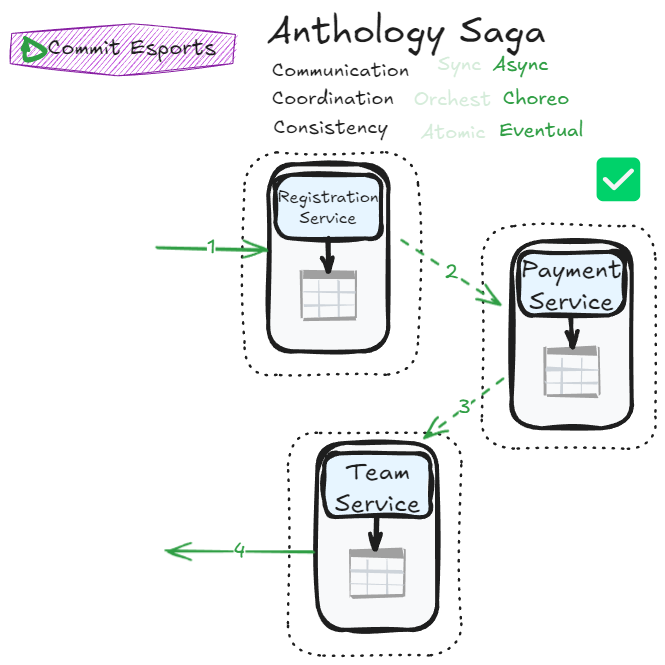 Commit Esports
Anthology Saga
Communication Sync Async
Coordination Orchest Choreo
Consistency Atomic Eventual
Registration
Service
1
2
Payment
Service
3
Team
Service
4